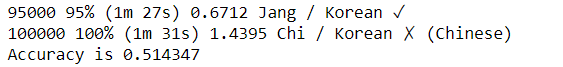 95000 95% (1m 27s) 0.6712 Jang / Korean ✓
100000 100% (1m 31s) 1.4395 Chi / Korean ✗ (Chinese)
Accuracy is 0.514347